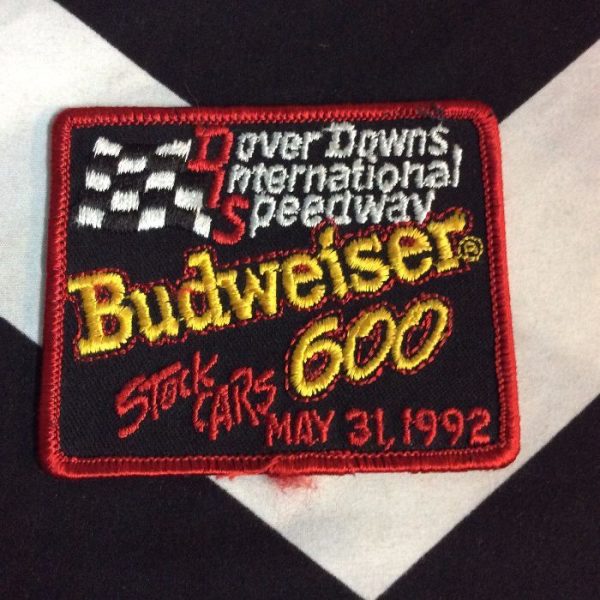 Dover Downs
International
Speedway
Budweiser®
600
Stock
CARS
MAY 31, 1992